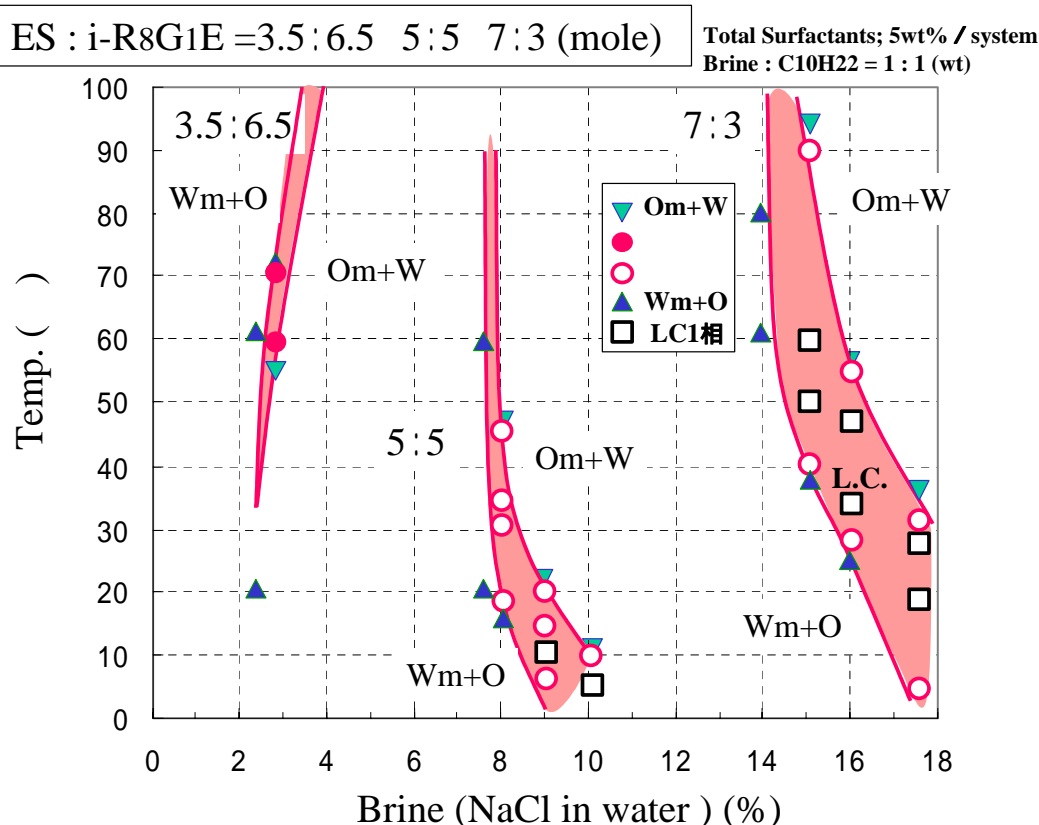 ES : i-R8G1E =3.5:6.5 5:5 7:3 (mole)
Total Surfactants; 5wt% / system
Brine : C10H22 = 1 : 1 (wt)
100
90
80
70
60
50
40
30
20
10
0
Temp. ( )
3.5:6.5
Wm+O
Om+W
5:5
Om+W
Wm+O
7:3
Om+W
L.C.
Wm+O
Om+W
Wm+O
LC1相
0 2 4 6 8 10 12 14 16 18
Brine (NaCl in water ) (%)